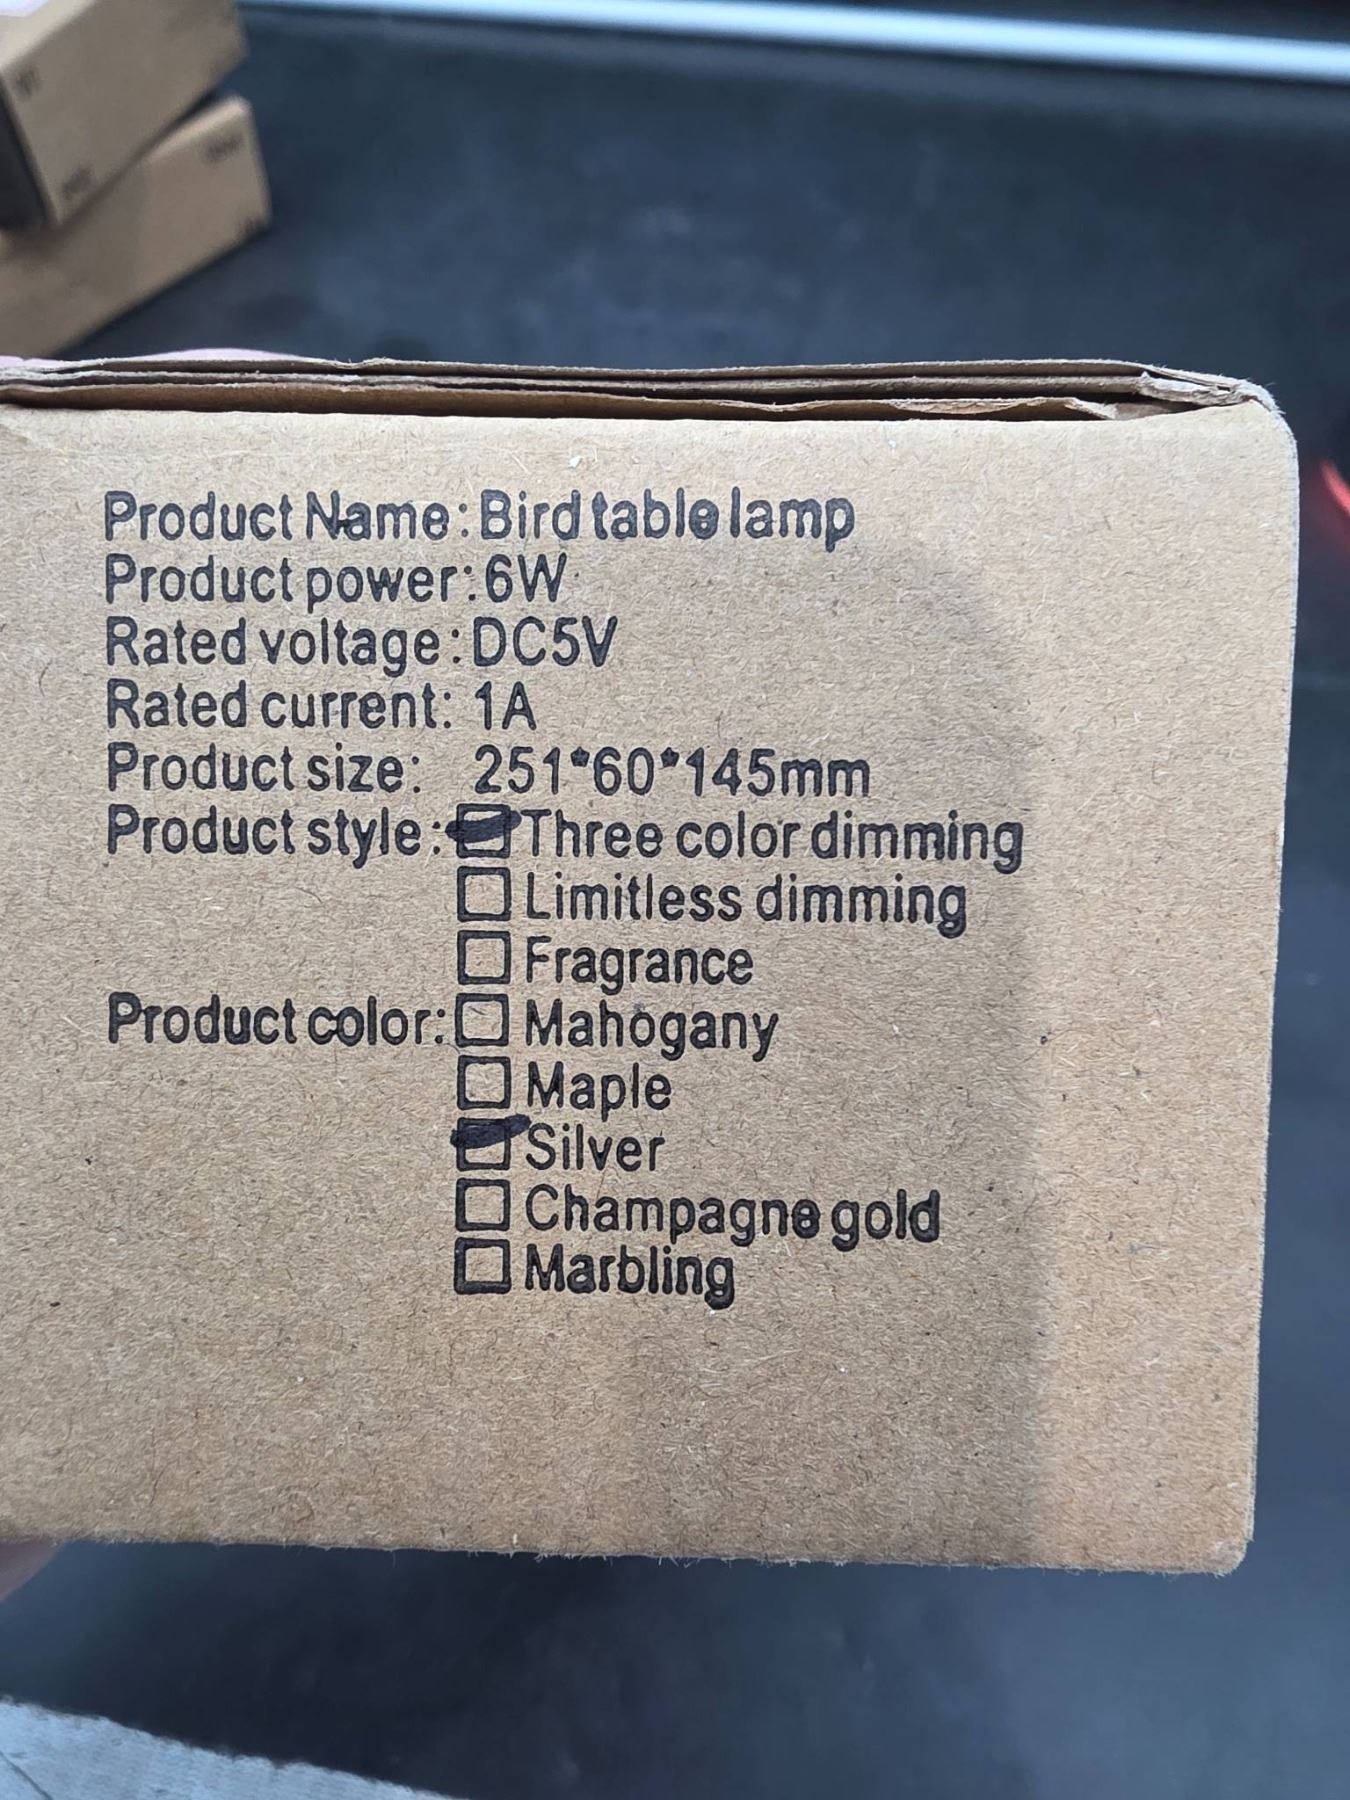 Product Name: Bird table lamp
Product power: 6W
Rated voltage: DC5V
Rated current: 1A
Product size: 251*60*145mm
Product style: Three color dimming
Limitless dimming
Fragrance
Product color: Mahogany
Maple
Silver
Champagne gold
Marbling